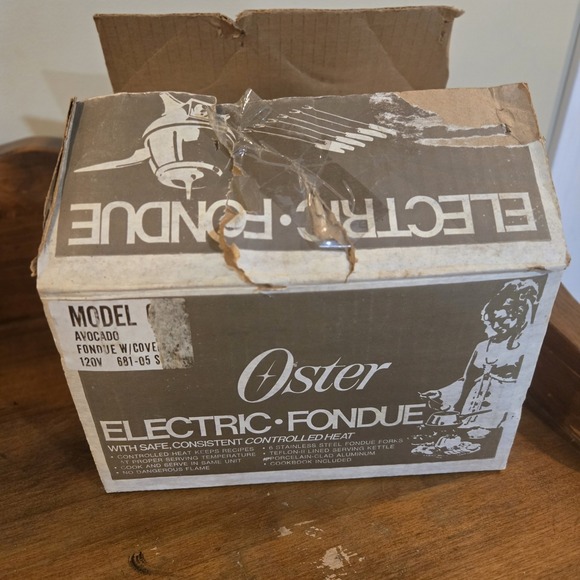 ELECTRIC•FONDUE
MODEL
AVOCADO
FONDUE W/COVE
120V 681-05 S
Oster
ELECTRIC•FONDUE
WITH SAFE, CONSISTENT CONTROLLED HEAT
• CONTROLLED HEAT KEEPS RECIPES
AT PROPER SERVING TEMPERATURE
• COOK AND SERVE IN SAME UNIT
• NO DANGEROUS FLAME
• 6 STAINLESS STEEL FONDUE FORKS
• TEFLON-II LINED SERVING KETTLE
• PORCELAIN-CLAD ALUMINUM
• COOKBOOK INCLUDED